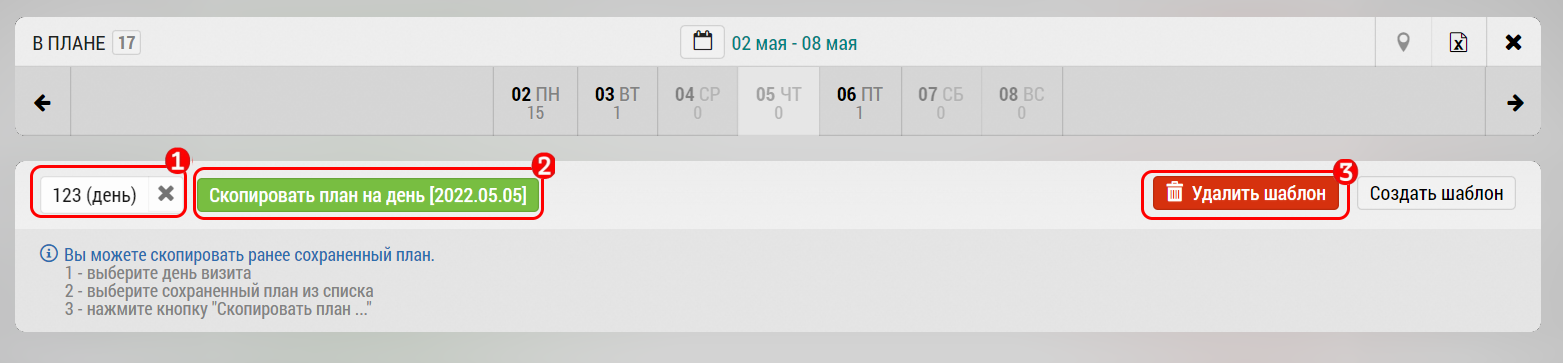 В ПЛАНЕ 17 02 мая - 08 мая
02 ПН 03 ВТ 04 СР 05 ЧТ 06 ПТ 07 СБ 08 ВС
15 1 0 0 1 0 0
1 2 3
123 (день) Скопировать план на день [2022.05.05] Удалить шаблон Создать шаблон
Вы можете скопировать ранее сохраненный план.
1 - выберите день визита
2 - выберите сохраненный план из списка
3 - нажмите кнопку "Скопировать план ..."